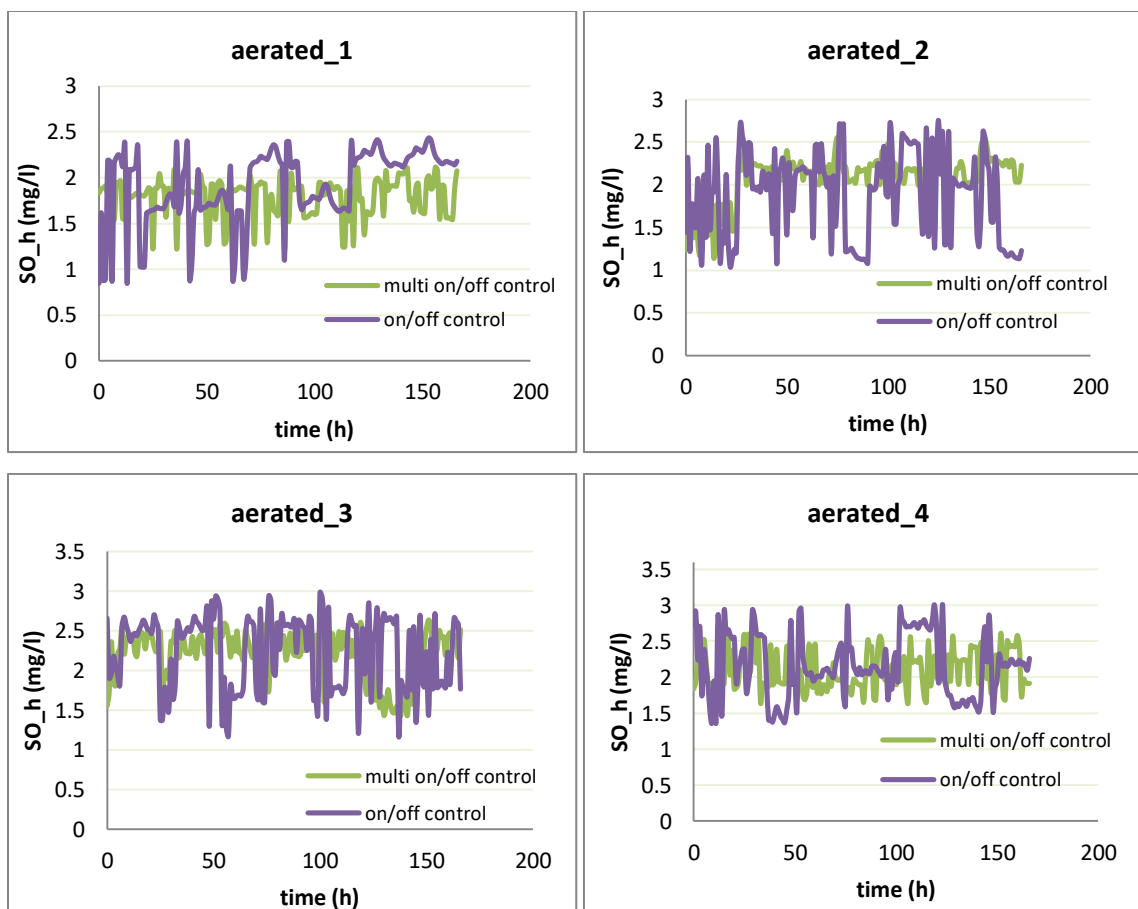 aerated_1
3
2.5
2
1.5
1
0.5
0
SO_h (mg/l)
multi on/off control
on/off control
0 50 100 150 200
time (h)
aerated_2
3
2.5
2
1.5
1
0.5
0
SO_h (mg/l)
multi on/off control
on/off control
0 50 100 150 200
time (h)
aerated_3
3.5
3
2.5
2
1.5
1
0.5
0
SO_h (mg/l)
multi on/off control
on/off control
0 50 100 150 200
time (h)
aerated_4
3.5
3
2.5
2
1.5
1
0.5
0
SO_h (mg/l)
multi on/off control
on/off control
0 50 100 150 200
time (h)